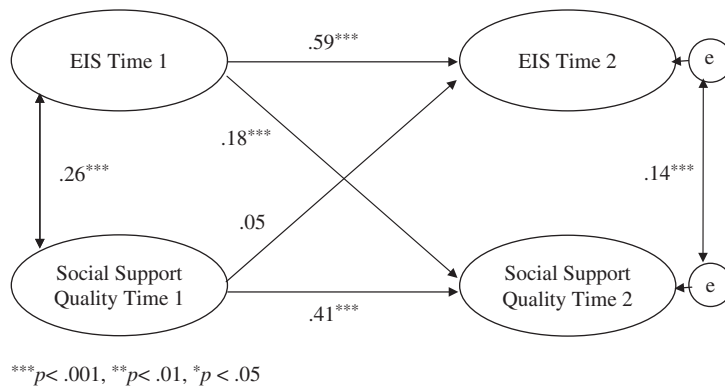 EIS Time 1
.59***
EIS Time 2
e
.18***
.26***
.14***
.05
Social Support
Quality Time 1
.41***
Social Support
Quality Time 2
e
***p< .001, **p< .01, *p < .05